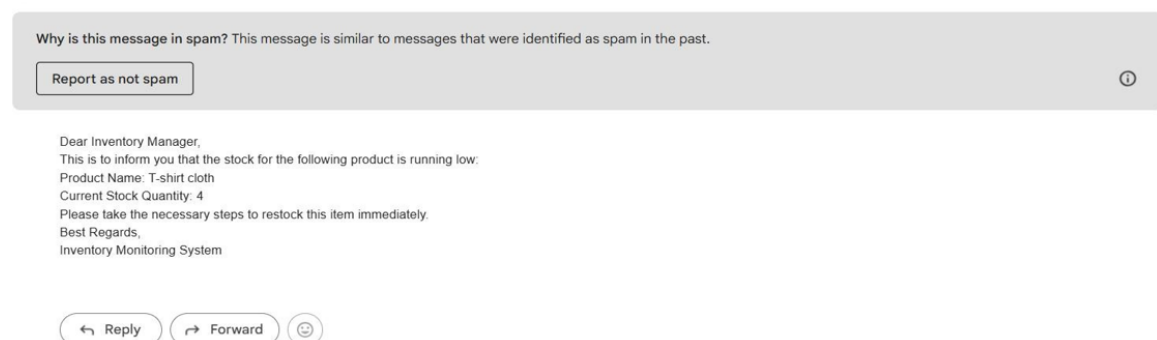 Why is this message in spam? This message is similar to messages that were identified as spam in the past.
Report as not spam
Dear Inventory Manager,
This is to inform you that the stock for the following product is running low:
Product Name: T-shirt cloth
Current Stock Quantity: 4
Please take the necessary steps to restock this item immediately.
Best Regards,
Inventory Monitoring System
Reply
Forward